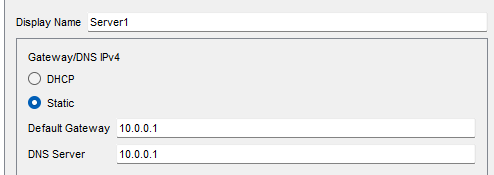 Display Name Server1
Gateway/DNS IPv4
DHCP
Static
Default Gateway 10.0.0.1
DNS Server 10.0.0.1